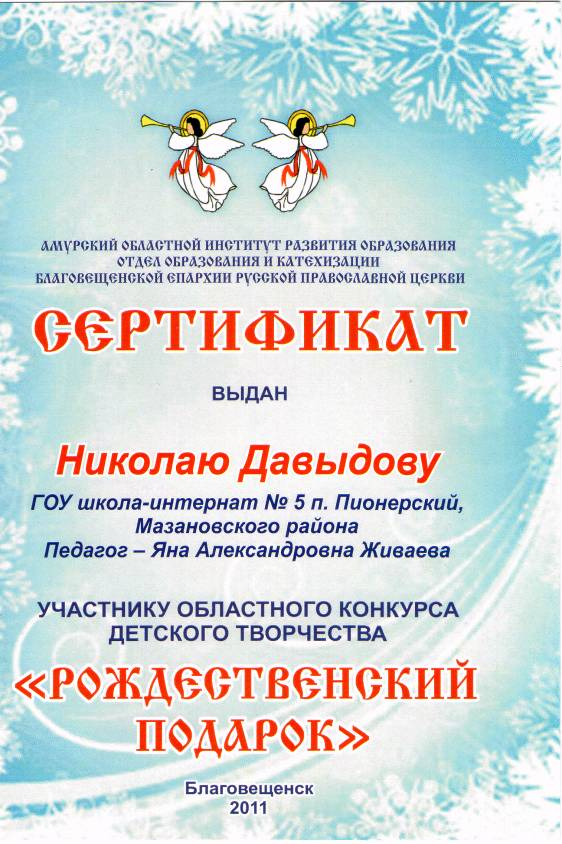 АМУРСКИЙ ОБЛАСТНОЙ ИНСТИТУТ РАЗВИТИЯ ОБРАЗОВАНИЯ
ОТДЕЛ ОБРАЗОВАНИЯ И КАТЕХИЗАЦИИ
БЛАГОВЕЩЕНСКОЙ ЕПАРХИИ РУССКОЙ ПРАВОСЛАВНОЙ ЦЕРКВИ
СЕРТИФИКАТ
ВЫДАН
Николаю Давыдову
ГОУ школа-интернат № 5 п. Пионерский,
Мазановского района
Педагог – Яна Александровна Живаева
УЧАСТНИКУ ОБЛАСТНОГО КОНКУРСА
ДЕТСКОГО ТВОРЧЕСТВА
«РОЖДЕСТВЕНСКИЙ
ПОДАРОК»
Благовещенск
2011